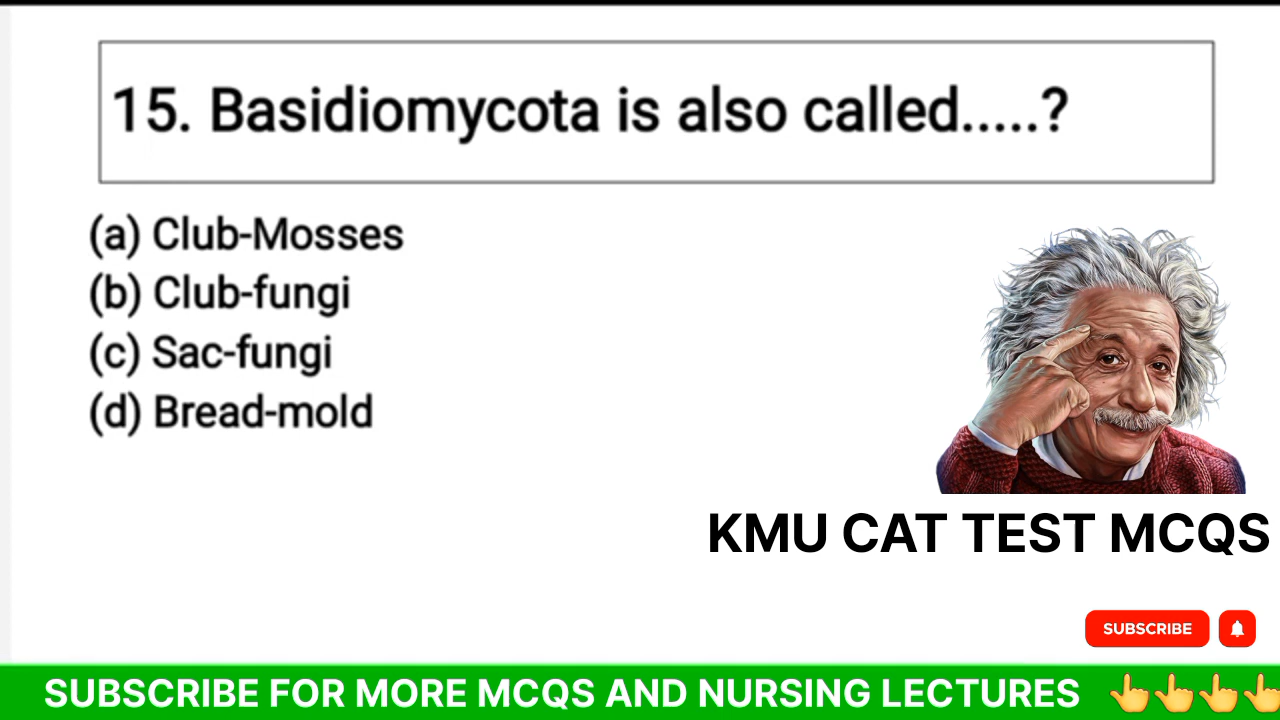 15. Basidiomycota is also called.....?
(a) Club-Mosses
(b) Club-fungi
(c) Sac-fungi
(d) Bread-mold
KMU CAT TEST MCQS
SUBSCRIBE
SUBSCRIBE FOR MORE MCQS AND NURSING LECTURES 👆👆👆👆